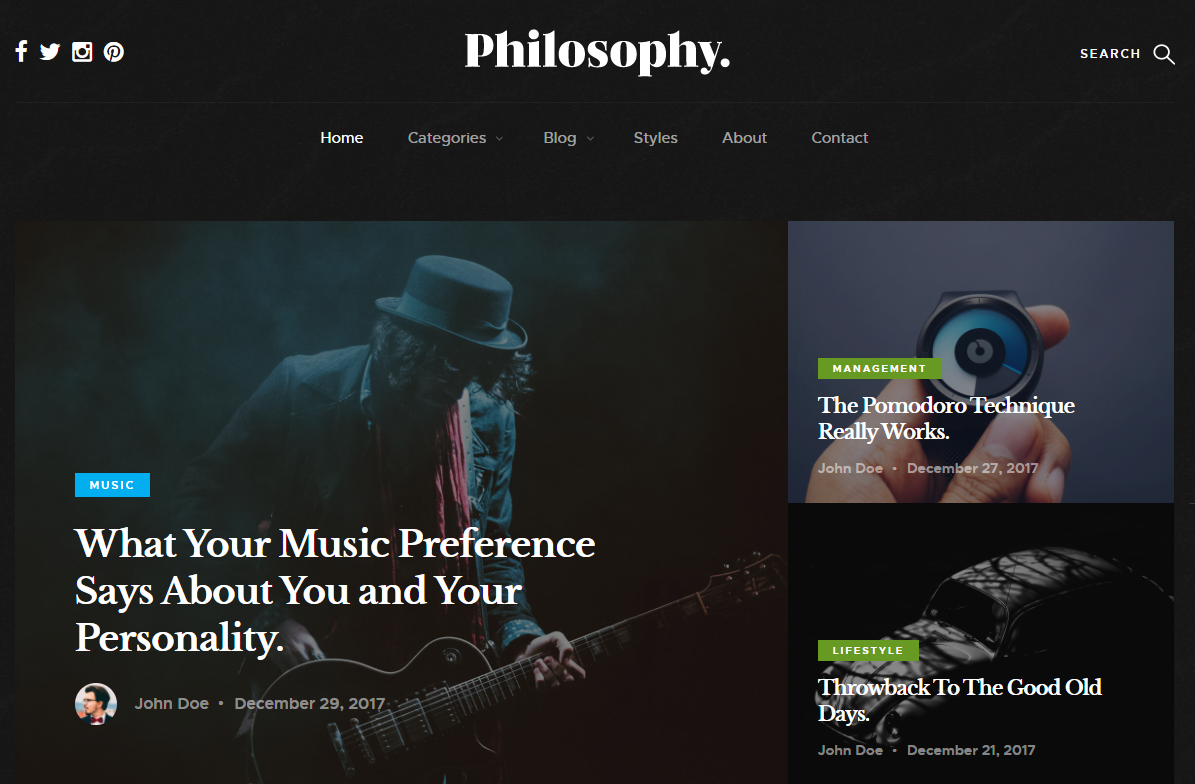 Philosophy.
SEARCH
Home Categories Blog Styles About Contact
MUSIC
What Your Music Preference
Says About You and Your
Personality.
John Doe • December 29, 2017
MANAGEMENT
The Pomodoro Technique
Really Works.
John Doe • December 27, 2017
LIFESTYLE
Throwback To The Good Old
Days.
John Doe • December 21, 2017